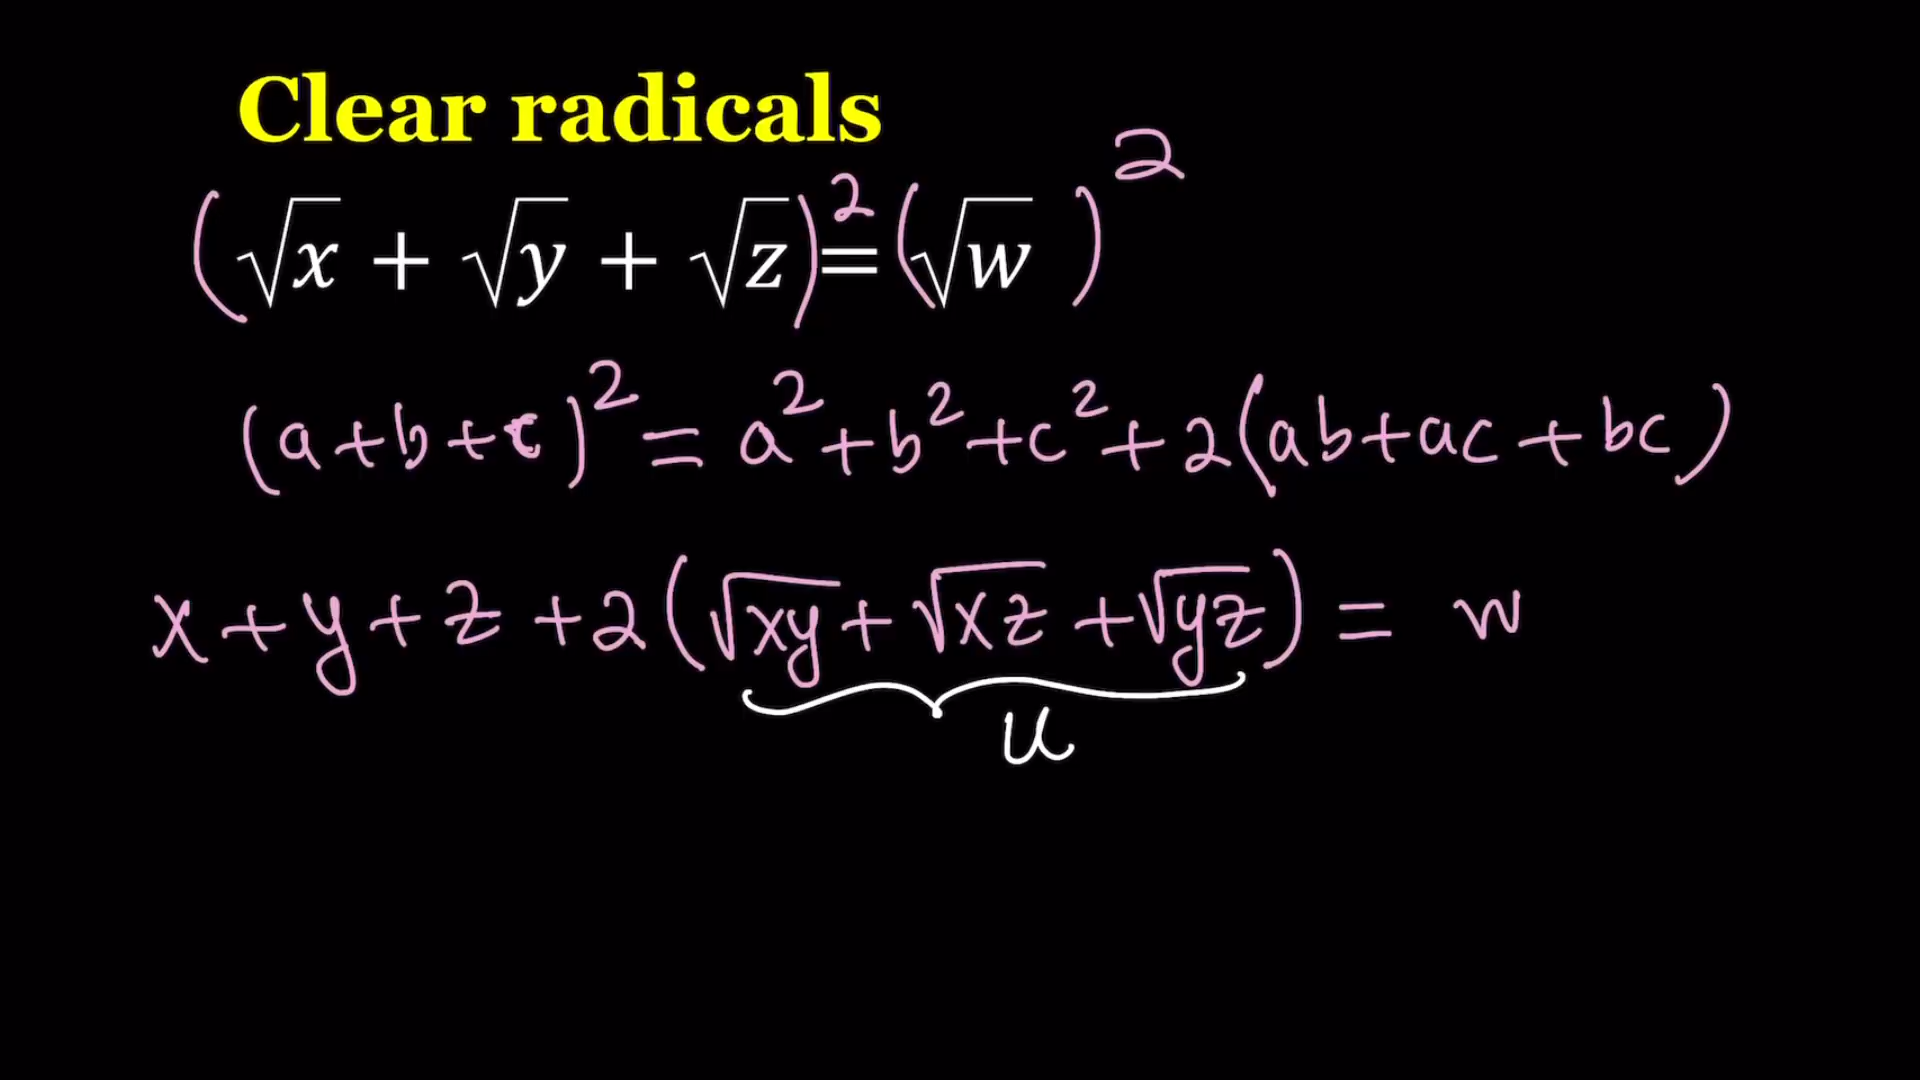 Clear radicals
(√x + √y + √z)² = (√w)²
(a+b+c)² = a²+b²+c²+2(ab+ac+bc)
x+y+z+2(√xy+√xz+√yz) = w
u